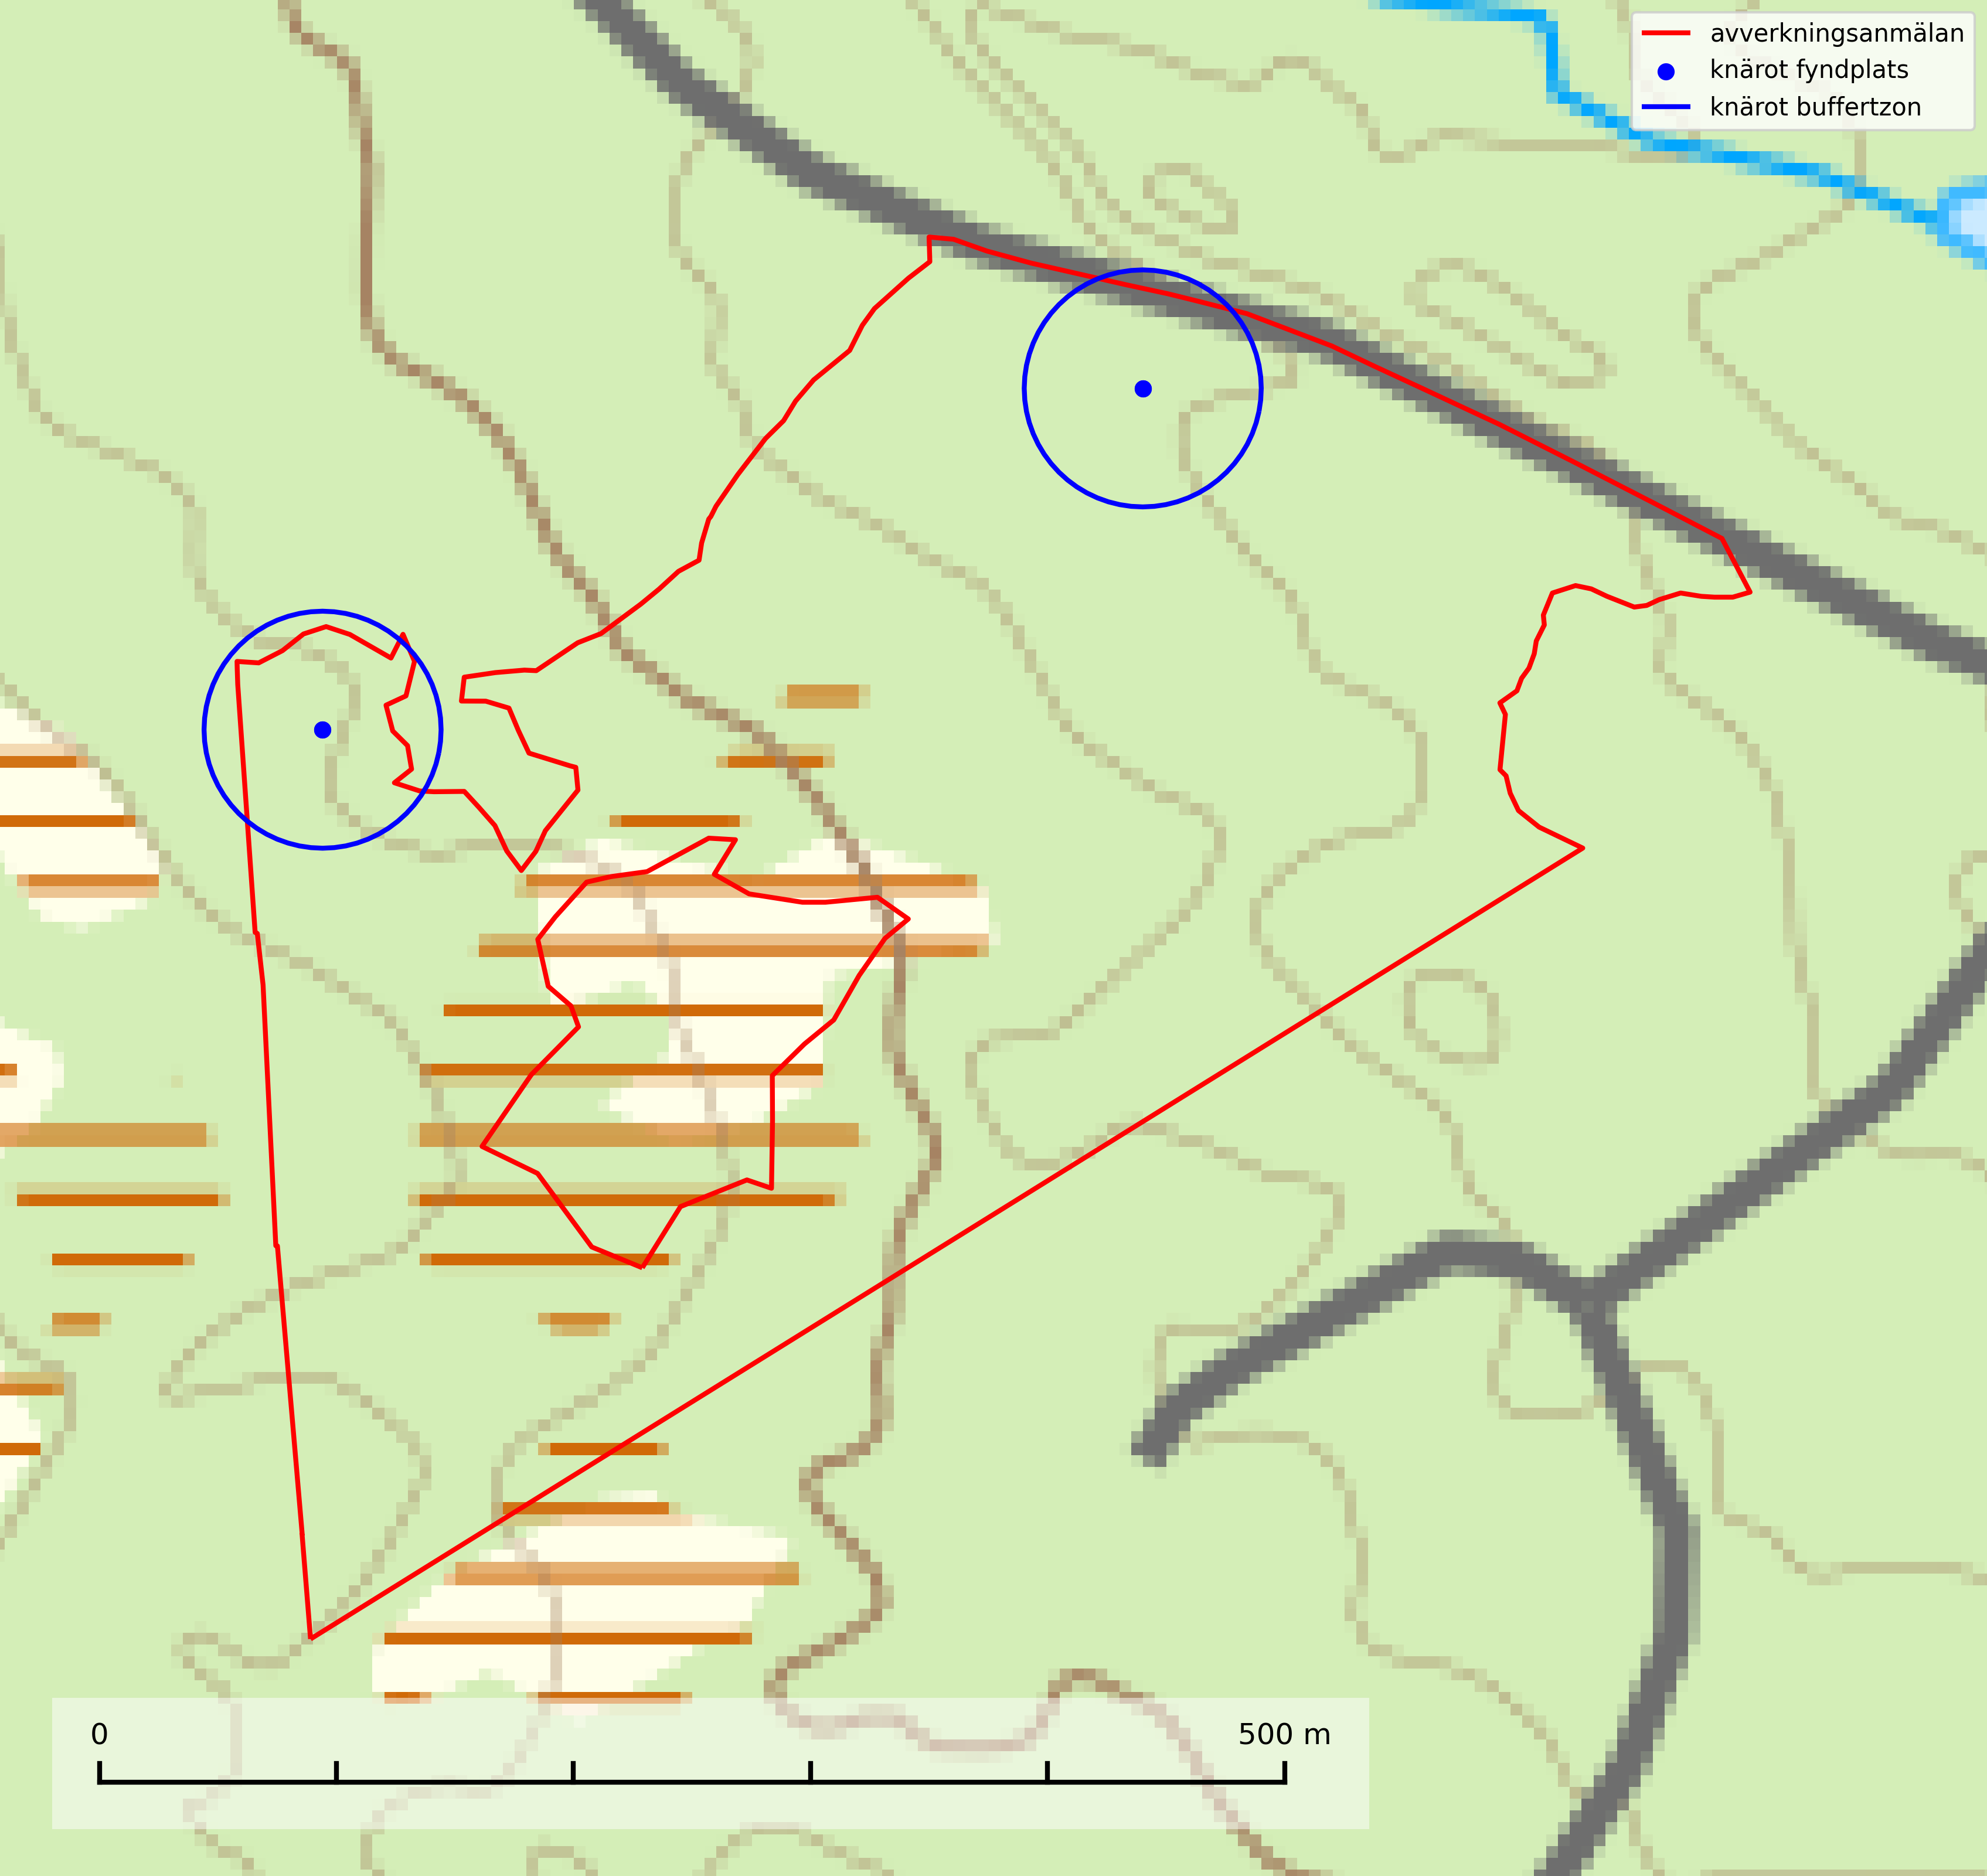 avverkningsanmälan
knärot fyndplats
knärot buffertzon
0
500 m